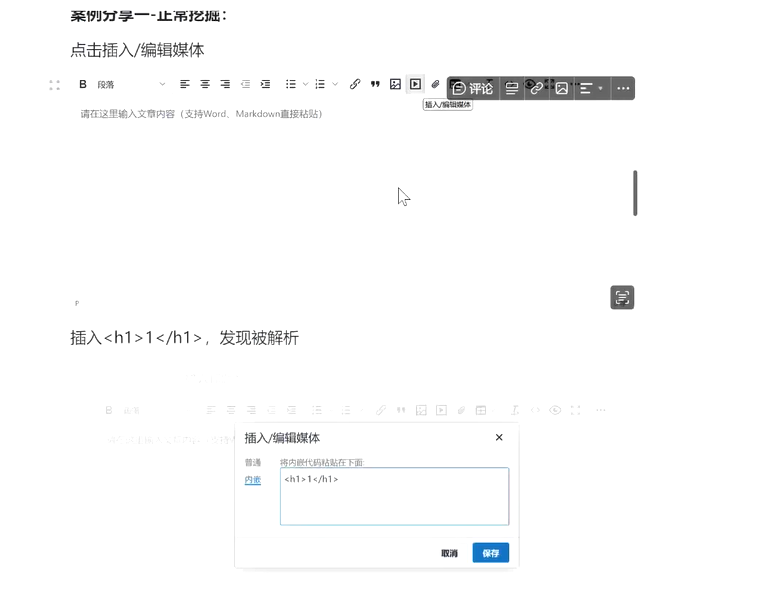 案例分享一-正常挖掘：
点击插入/编辑媒体
B 段落
评论
插入/编辑媒体
请在这里输入文章内容（支持Word、Markdown直接粘贴）
P
插入<h1>1</h1>，发现被解析
B
插入/编辑媒体
普通 将内嵌代码粘贴在下面:
内嵌 <h1>1</h1>
取消 保存